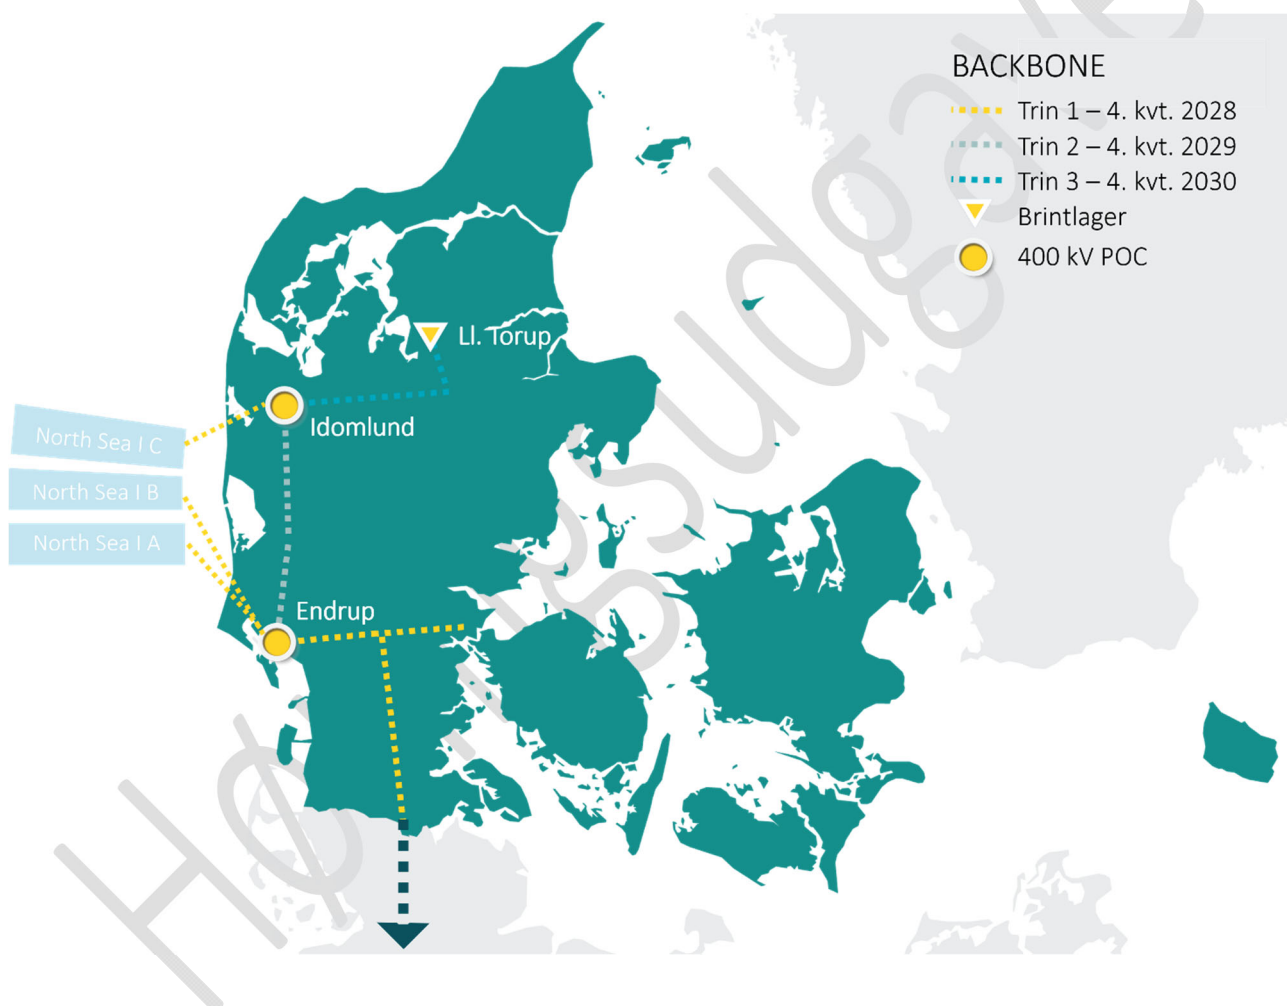 BACKBONE
Trin 1 – 4. kvt. 2028
Trin 2 – 4. kvt. 2029
Trin 3 – 4. kvt. 2030
Brintlager
400 kV POC
Ll. Torup
Idomlund
North Sea I C
North Sea I B
North Sea I A
Endrup
Høringsudgave